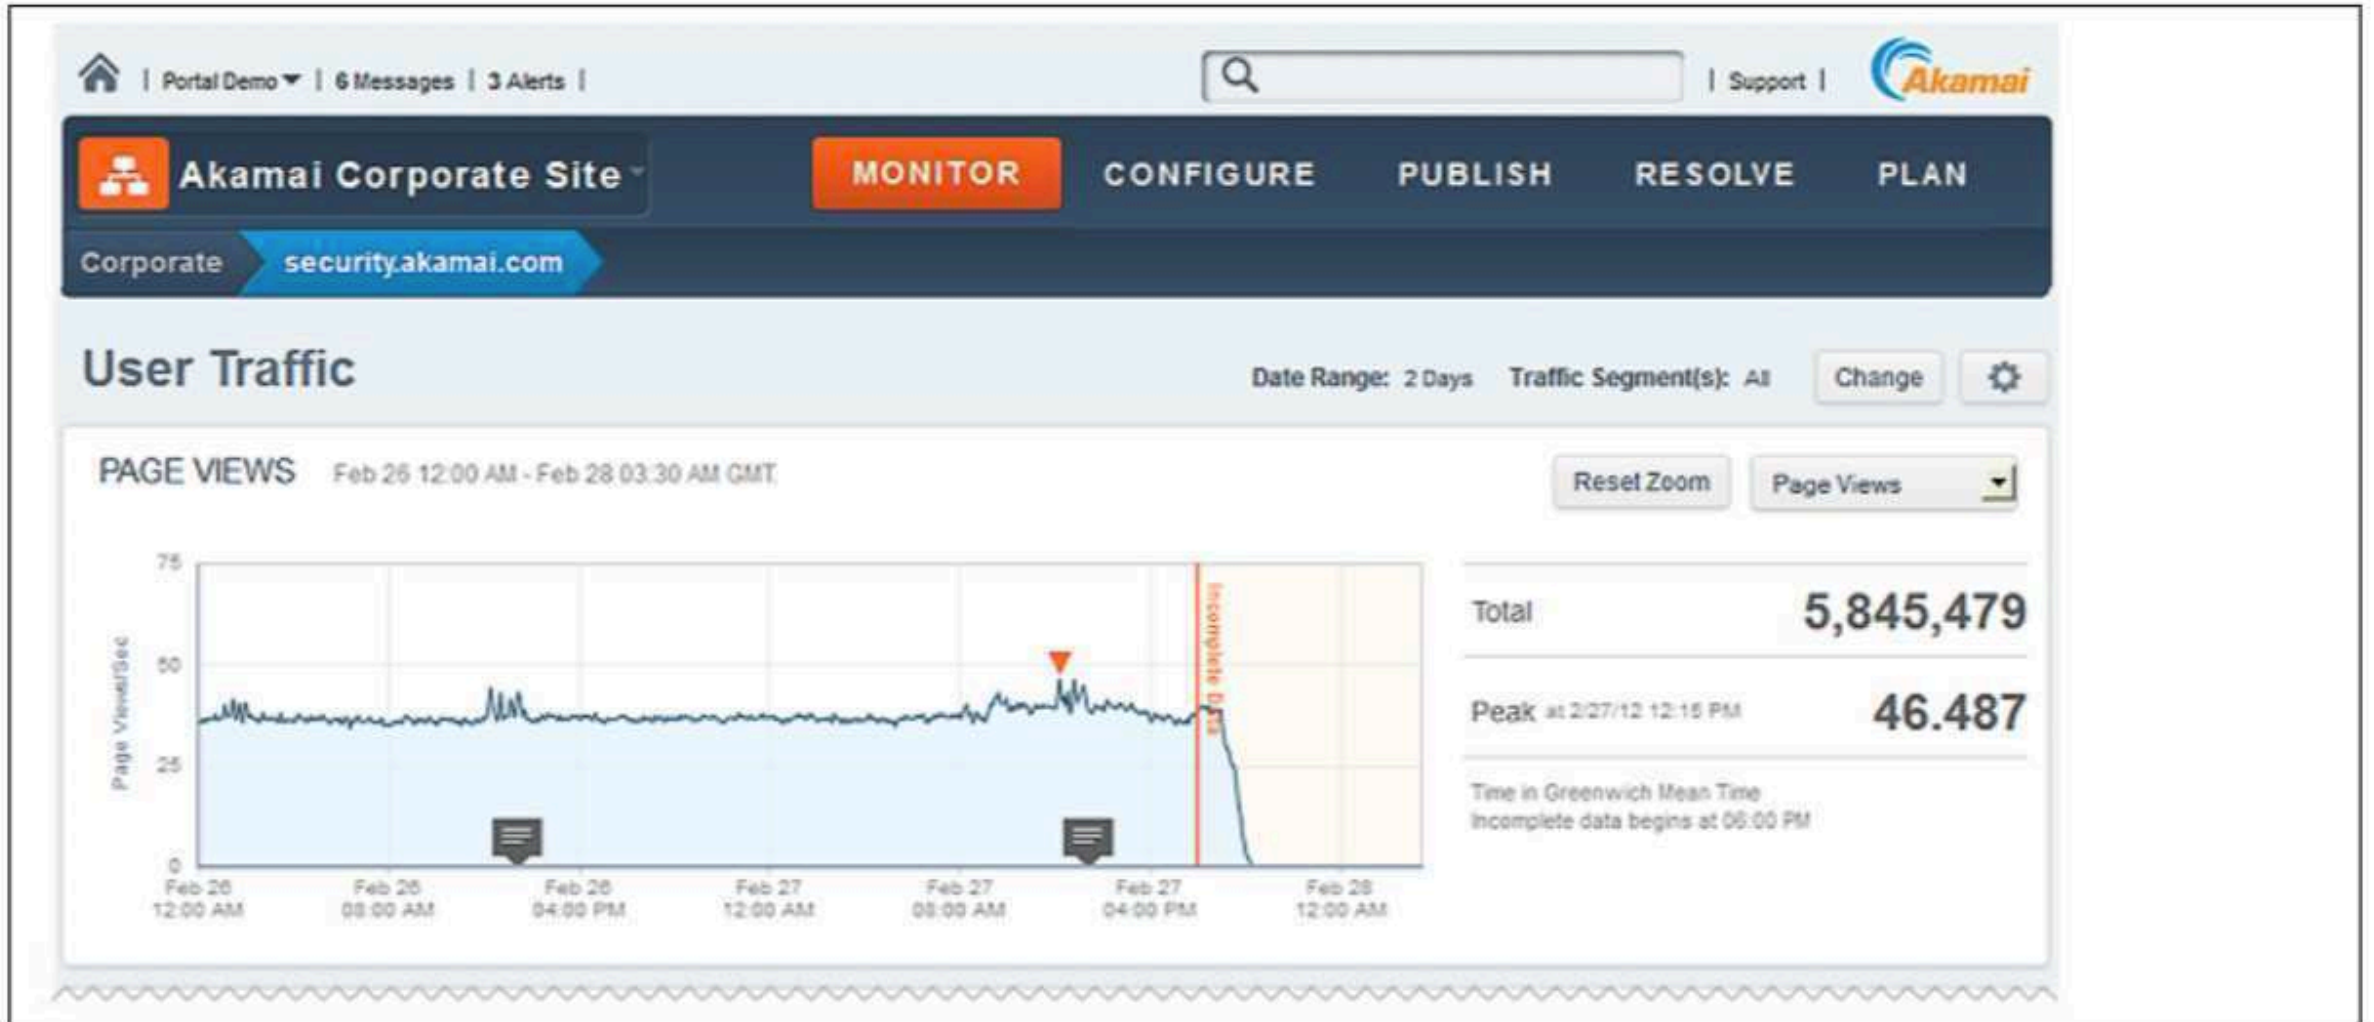 Portal Demo | 6 Messages | 3 Alerts |
| Support |
Akamai
Akamai Corporate Site
MONITOR CONFIGURE PUBLISH RESOLVE PLAN
Corporate security.akamai.com
User Traffic
Date Range: 2 Days Traffic Segment(s): All Change
PAGE VIEWS Feb 26 12:00 AM - Feb 28 03:30 AM GMT
Reset Zoom Page Views
75
50
25
0
Page Views/Sec
Incomplete Data
Feb 26 12:00 AM
Feb 26 08:00 AM
Feb 26 04:00 PM
Feb 27 12:00 AM
Feb 27 08:00 AM
Feb 27 04:00 PM
Feb 28 12:00 AM
Total 5,845,479
Peak at 2/27/12 12:15 PM 46.487
Time in Greenwich Mean Time
Incomplete data begins at 06:00 PM